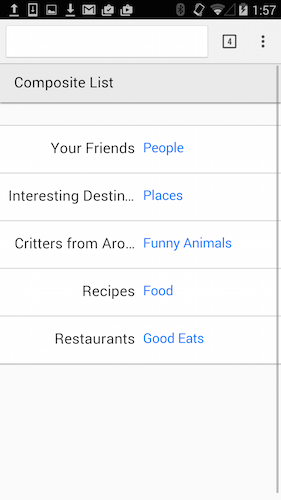 1:57
4
Composite List
Your Friends People
Interesting Destin... Places
Critters from Aro... Funny Animals
Recipes Food
Restaurants Good Eats